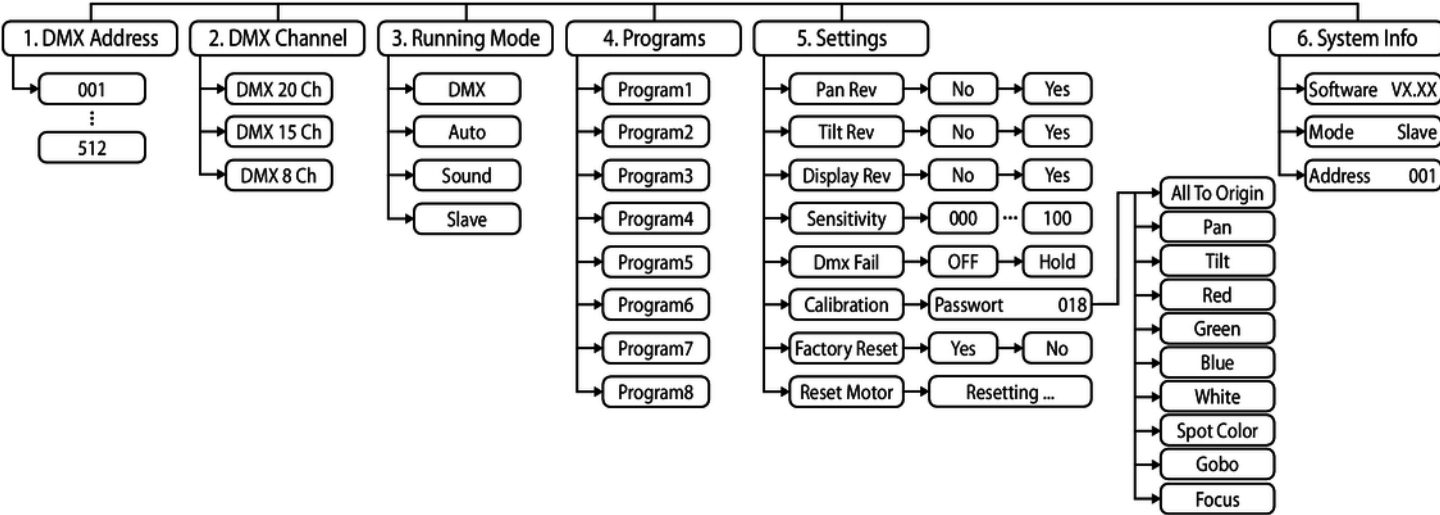 1. DMX Address
001
⋮
512
2. DMX Channel
DMX 20 Ch
DMX 15 Ch
DMX 8 Ch
3. Running Mode
DMX
Auto
Sound
Slave
4. Programs
Program1
Program2
Program3
Program4
Program5
Program6
Program7
Program8
5. Settings
Pan Rev No Yes
Tilt Rev No Yes
Display Rev No Yes
Sensitivity 000 ... 100
Dmx Fail OFF Hold
Calibration Passwort 018
Factory Reset Yes No
Reset Motor Resetting ...
All To Origin
Pan
Tilt
Red
Green
Blue
White
Spot Color
Gobo
Focus
6. System Info
Software VX.XX
Mode Slave
Address 001